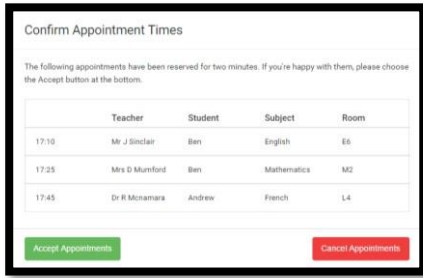 Confirm Appointment Times
The following appointments have been reserved for two minutes. If you're happy with them, please choose
the Accept button at the bottom.
Teacher Student Subject Room
17:10 Mr J Sinclair Ben English E6
17:25 Mrs D Mumford Ben Mathematics M2
17:45 Dr R Mcnamara Andrew French L4
Accept Appointments Cancel Appointments